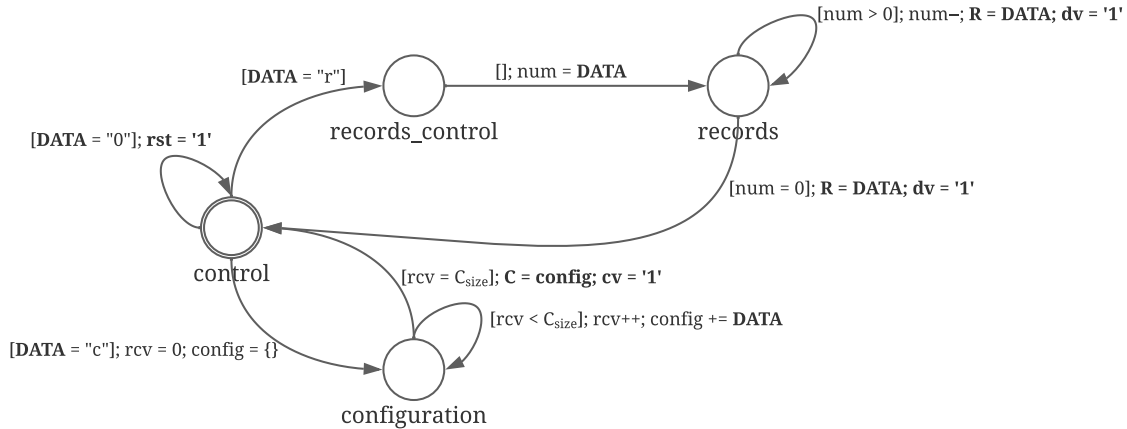 [num > 0]; num–; R = DATA; dv = '1'
[DATA = "r"]
[]; num = DATA
records_control
records
[DATA = "0"]; rst = '1'
[num = 0]; R = DATA; dv = '1'
control
[rcv = Csize]; C = config; cv = '1'
[rcv < Csize]; rcv++; config += DATA
[DATA = "c"]; rcv = 0; config = {}
configuration